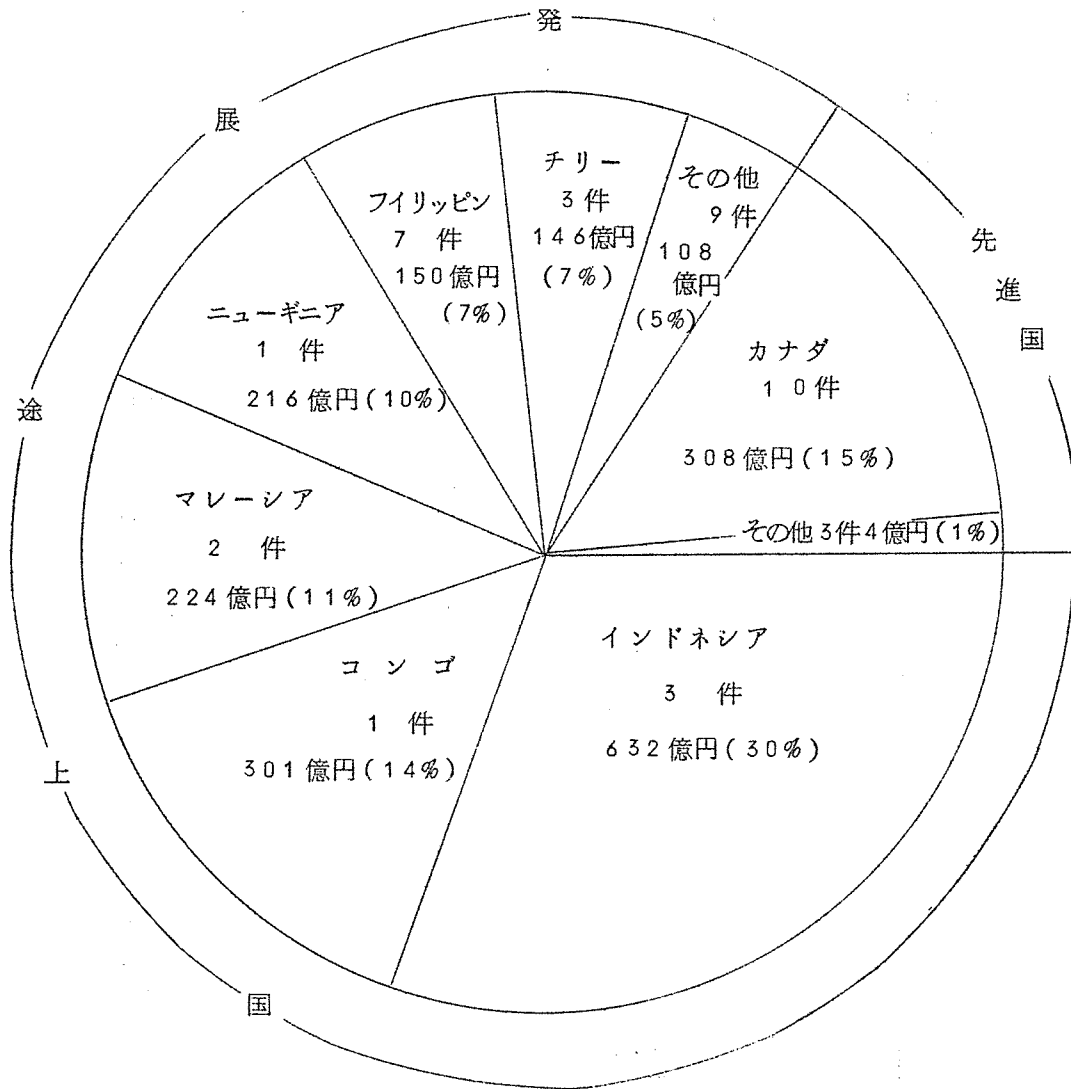 発展途上国
先進国
チリー
3件
146億円
(7%)
その他
9件
108
億円
(5%)
フイリッピン
7 件
150億円
(7%)
ニューギニア
1 件
216億円(10%)
カナダ
10件
308億円(15%)
その他3件4億円(1%)
マレーシア
2 件
224億円(11%)
コンゴ
1 件
301億円(14%)
インドネシア
3 件
632億円(30%)